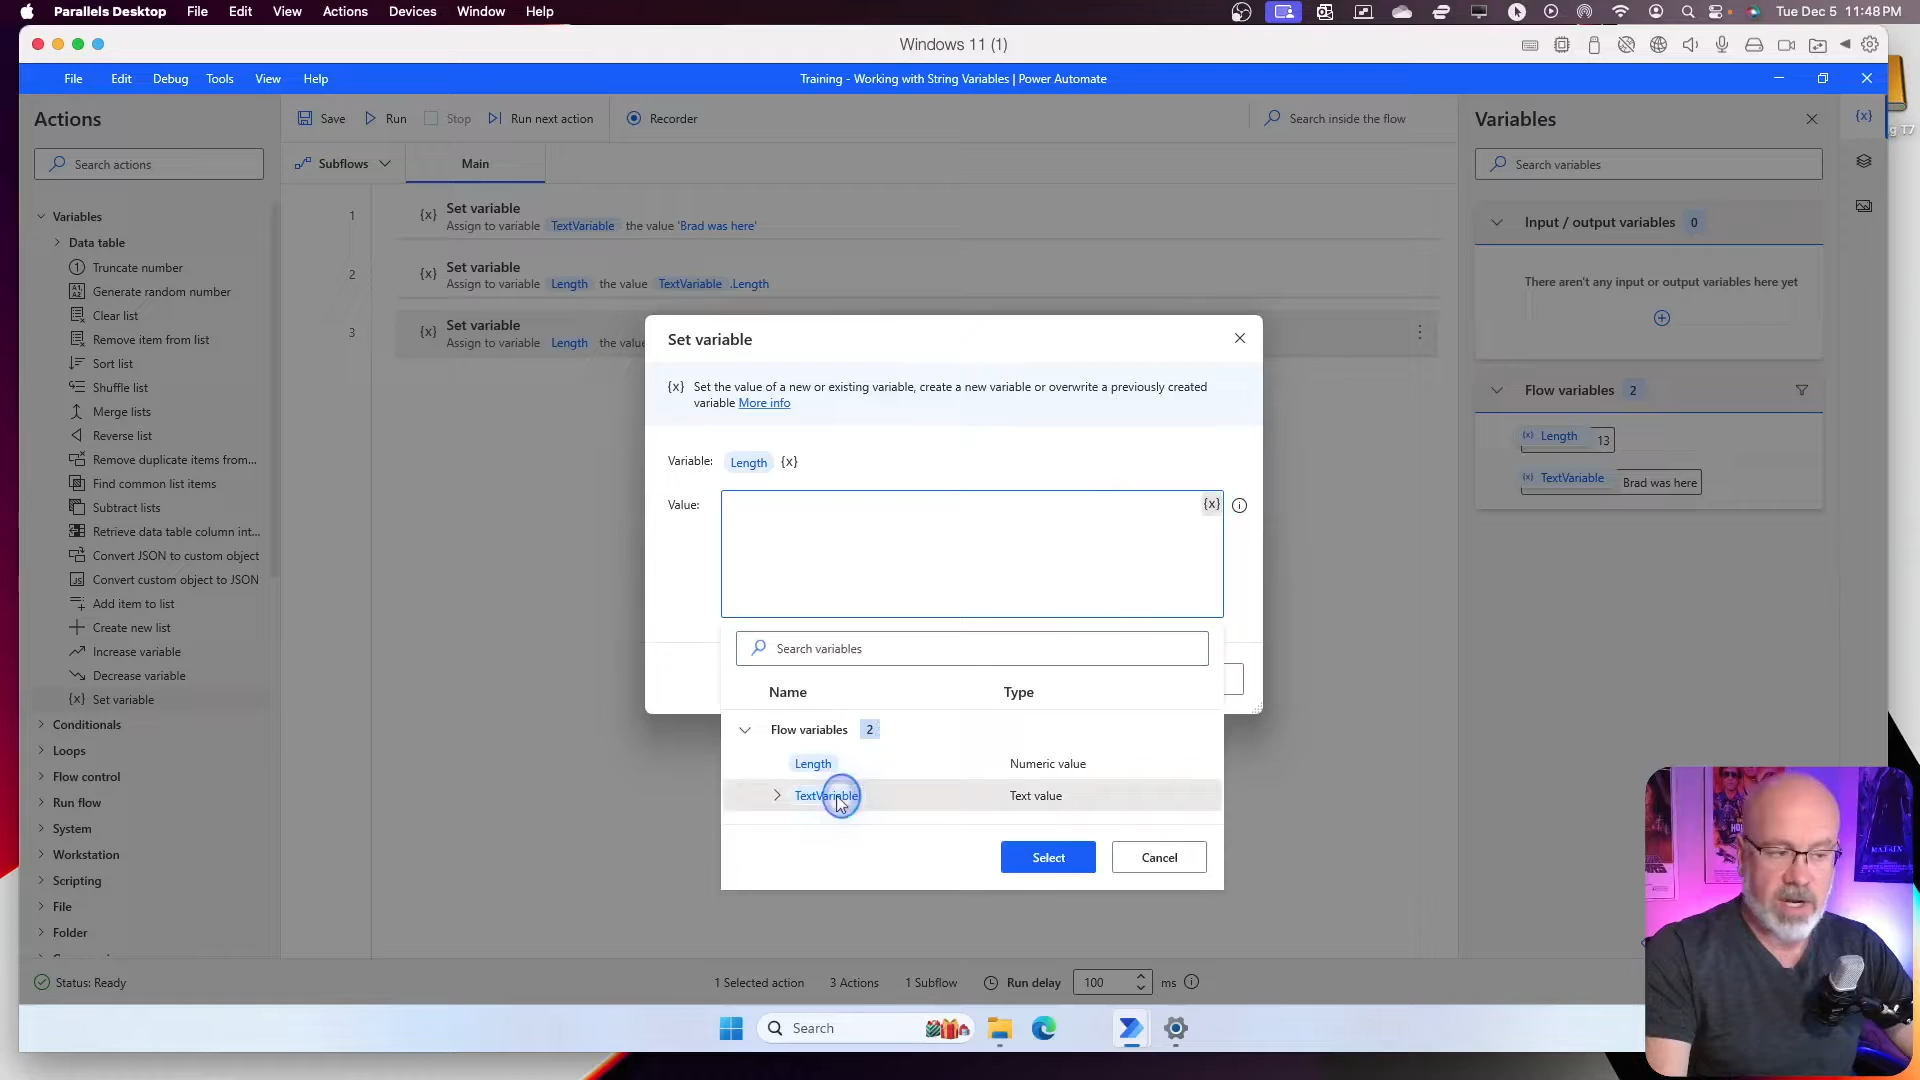 Parallels Desktop File Edit View Actions Devices Window Help
Tue Dec 5 11:48 PM
Windows 11 (1)
File Edit Debug Tools View Help
Training - Working with String Variables | Power Automate
g T7
Actions
Search actions
Variables
Data table
Truncate number
Generate random number
Clear list
Remove item from list
Sort list
Shuffle list
Merge lists
Reverse list
Remove duplicate items from...
Find common list items
Subtract lists
Retrieve data table column int...
Convert JSON to custom object
Convert custom object to JSON
Add item to list
Create new list
Increase variable
Decrease variable
{x} Set variable
Conditionals
Loops
Flow control
Run flow
System
Workstation
Scripting
File
Folder
Save Run Stop Run next action Recorder
Search inside the flow
Subflows Main
1
{x} Set variable
Assign to variable TextVariable the value 'Brad was here'
2
{x} Set variable
Assign to variable Length the value TextVariable .Length
3
{x} Set variable
Assign to variable Length the value
Set variable
{x} Set the value of a new or existing variable, create a new variable or overwrite a previously created
variable More info
Variable: Length {x}
Value:
{x}
Search variables
Name Type
Flow variables 2
Length Numeric value
TextVariable Text value
Select Cancel
Variables
{x}
Search variables
Input / output variables 0
There aren't any input or output variables here yet
Flow variables 2
{x} Length 13
{x} TextVariable Brad was here
Status: Ready
1 Selected action 3 Actions 1 Subflow Run delay 100 ms
Search
MATRIX